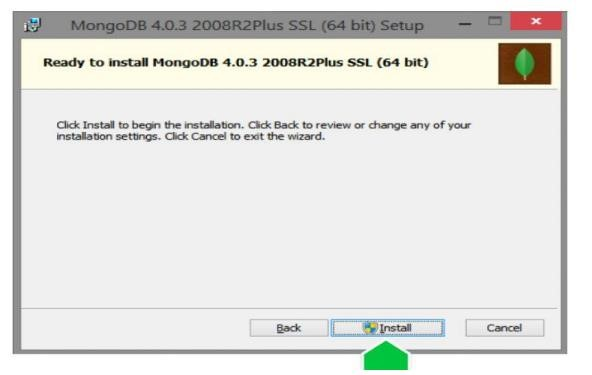 MongoDB 4.0.3 2008R2Plus SSL (64 bit) Setup
Ready to install MongoDB 4.0.3 2008R2Plus SSL (64 bit)
Click Install to begin the installation. Click Back to review or change any of your
installation settings. Click Cancel to exit the wizard.
Back Install Cancel